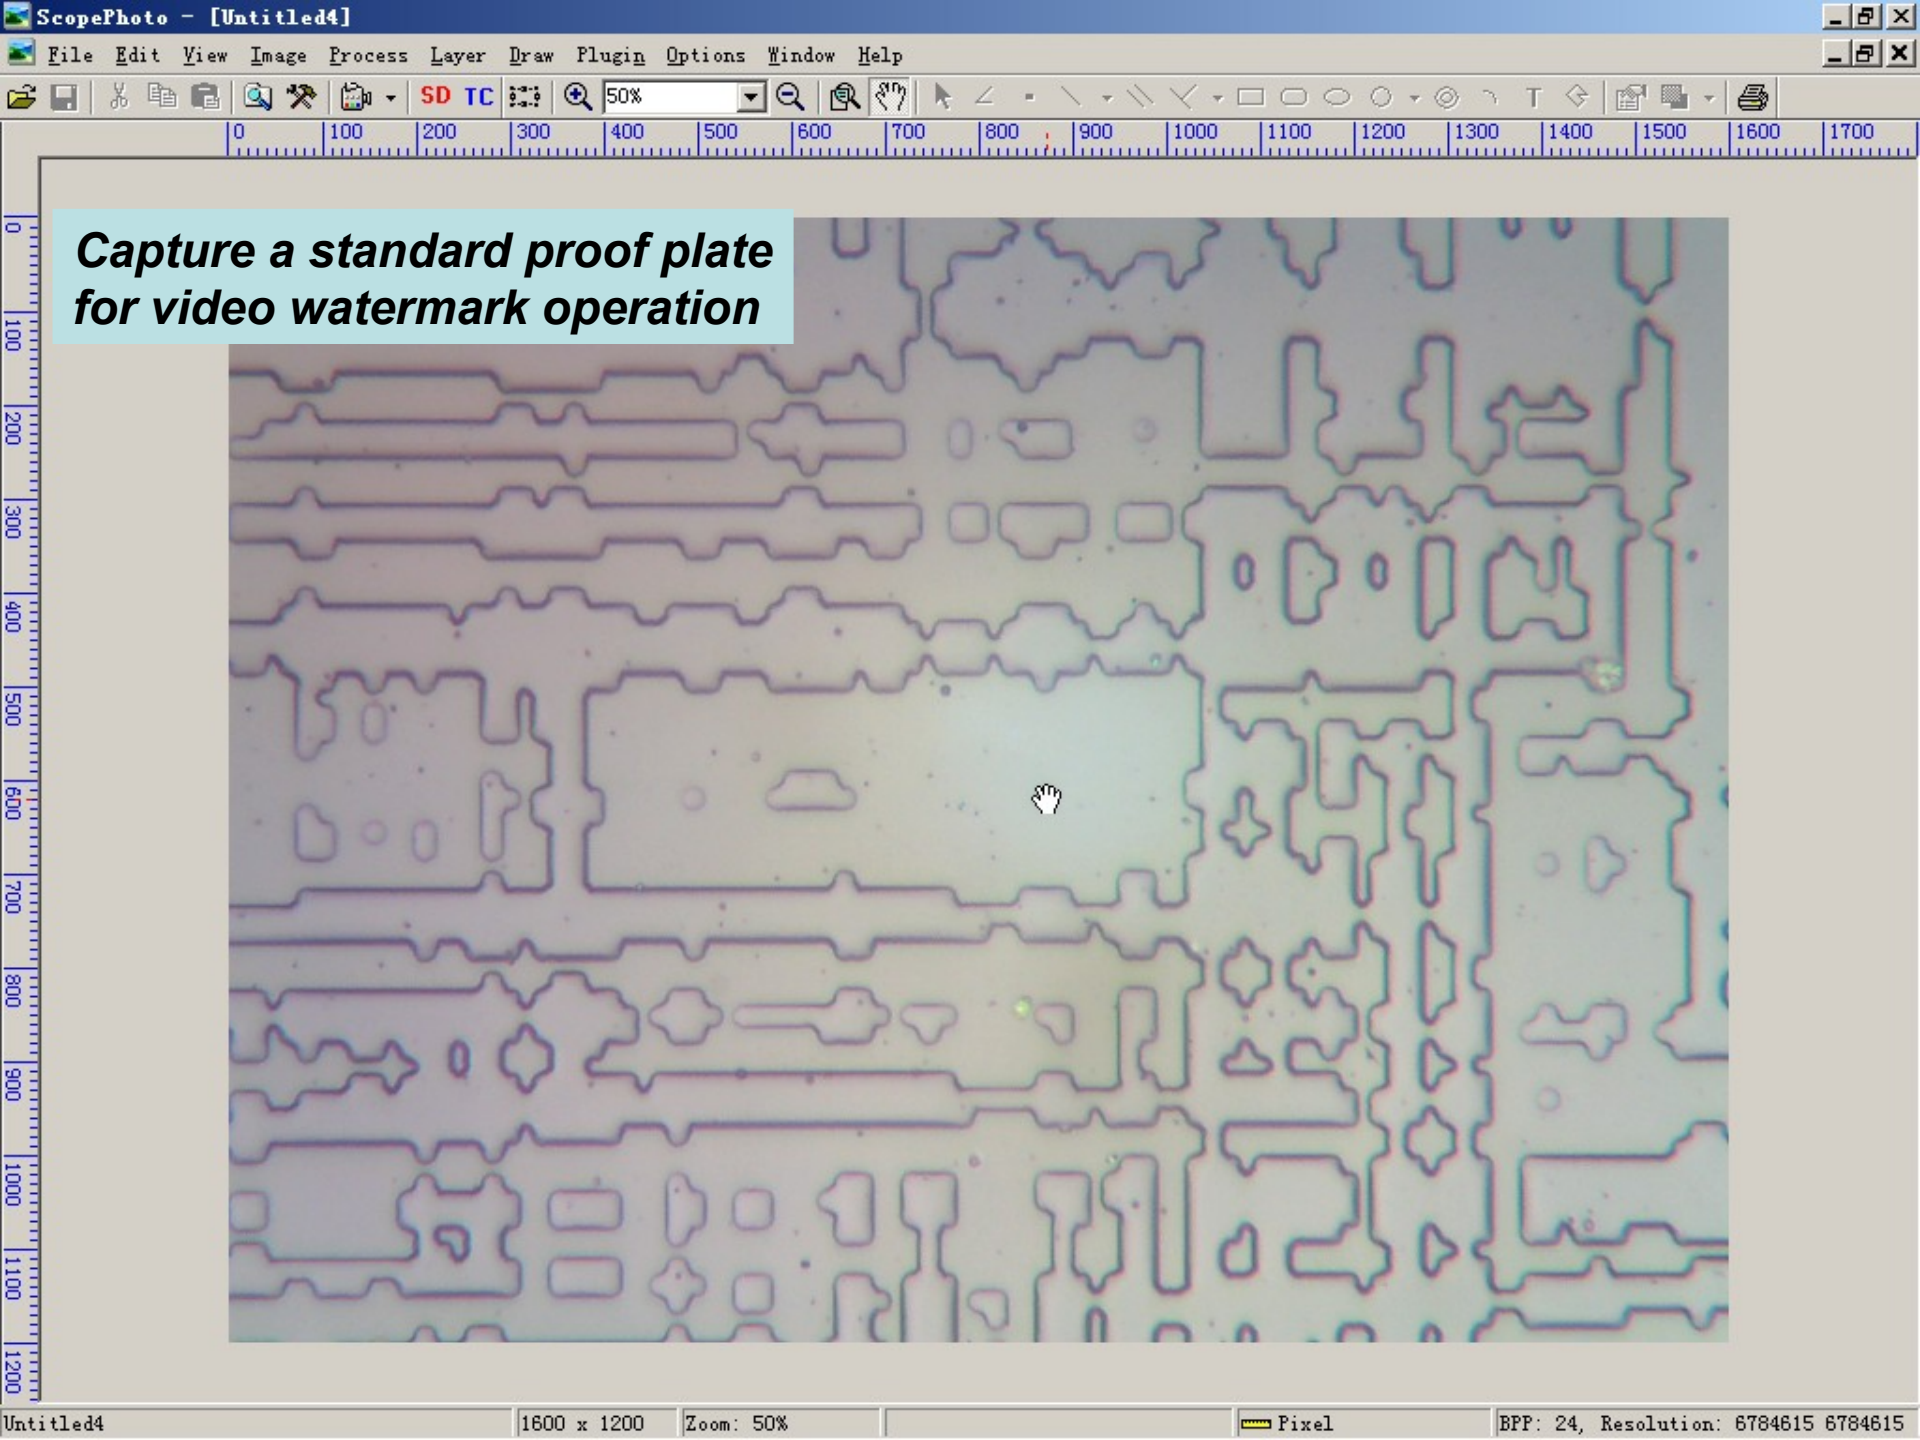 ScopePhoto - [Untitled4]
File Edit View Image Process Layer Draw Plugin Options Window Help
SD TC 50% T
0 100 200 300 400 500 600 700 800 900 1000 1100 1200 1300 1400 1500 1600 1700
0
100
200
300
400
500
600
700
800
900
1000
1100
1200
Capture a standard proof plate
for video watermark operation
Untitled4 1600 x 1200 Zoom: 50% Pixel BPP: 24, Resolution: 6784615 6784615